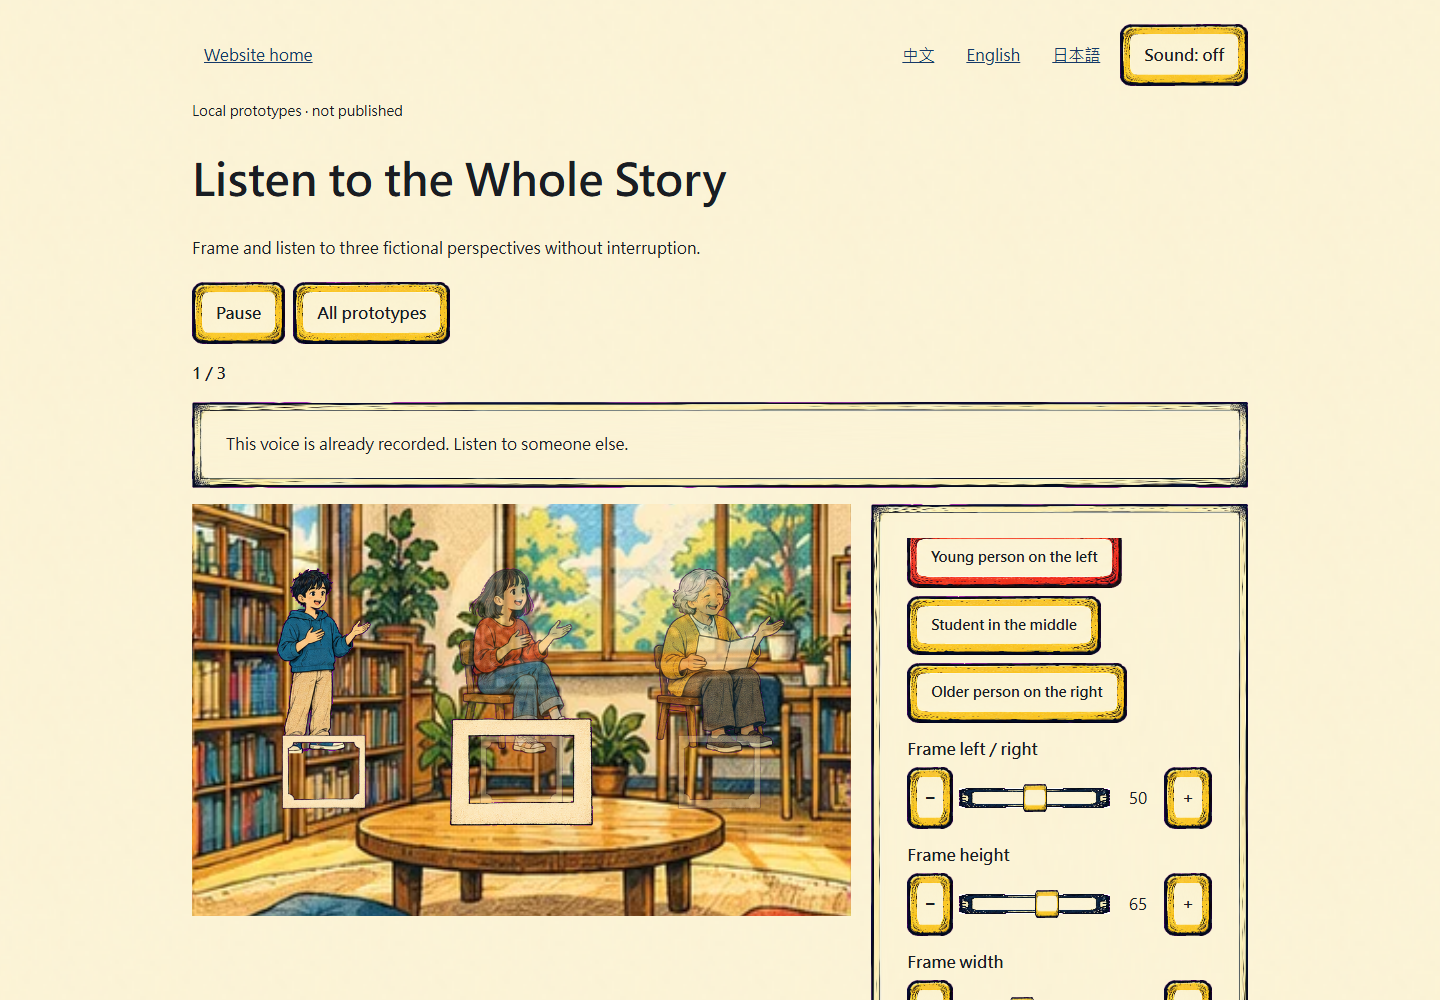 Website home
中文 English 日本語 Sound: off
Local prototypes · not published
Listen to the Whole Story
Frame and listen to three fictional perspectives without interruption.
Pause All prototypes
1 / 3
This voice is already recorded. Listen to someone else.
Young person on the left
Student in the middle
Older person on the right
Frame left / right
− 50 +
Frame height
− 65 +
Frame width